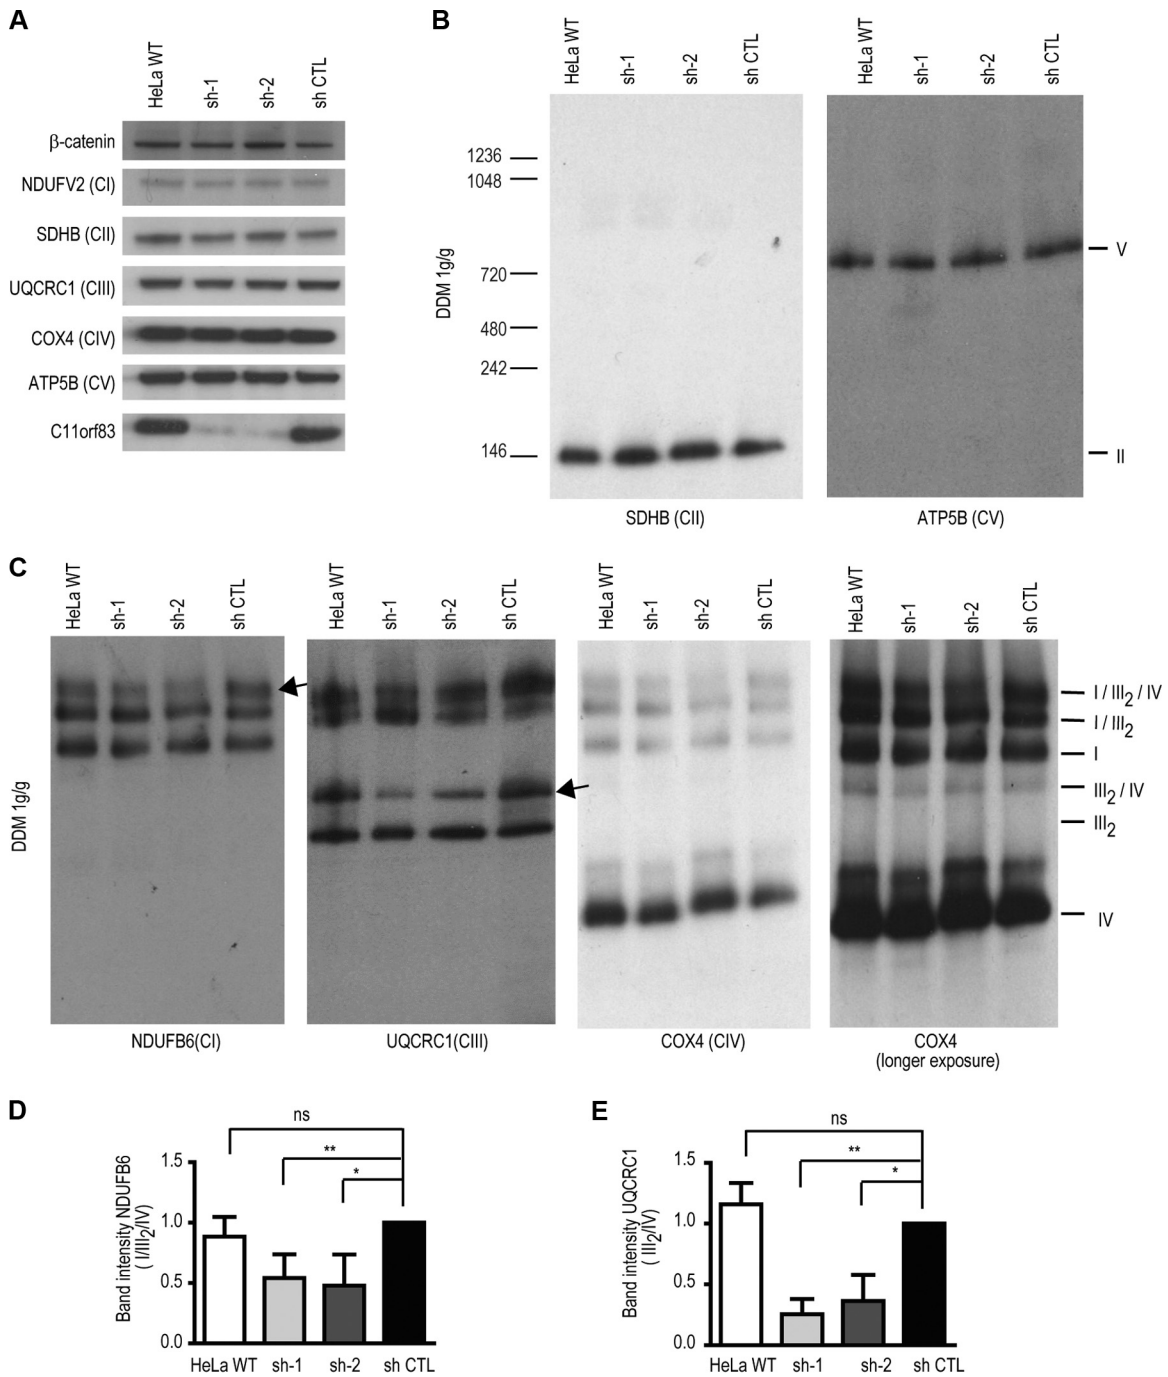 A
HeLa WT
sh-1
sh-2
sh CTL
β-catenin
NDUFV2 (CI)
SDHB (CII)
UQCRC1 (CIII)
COX4 (CIV)
ATP5B (CV)
C11orf83
B
HeLa WT
sh-1
sh-2
sh CTL
HeLa WT
sh-1
sh-2
sh CTL
DDM 1g/g
1236
1048
720
480
242
146
V
II
SDHB (CII)
ATP5B (CV)
C
HeLa WT
sh-1
sh-2
sh CTL
HeLa WT
sh-1
sh-2
sh CTL
HeLa WT
sh-1
sh-2
sh CTL
HeLa WT
sh-1
sh-2
sh CTL
DDM 1g/g
I / III2 / IV
I / III2
I
III2 / IV
III2
IV
NDUFB6(CI)
UQCRC1(CIII)
COX4 (CIV)
COX4
(longer exposure)
D
ns
**
*
Band intensity NDUFB6
( I/III2/IV)
1.5
1.0
0.5
0.0
HeLa WT sh-1 sh-2 sh CTL
E
ns
**
*
Band intensity UQCRC1
( III2/IV)
1.5
1.0
0.5
0.0
HeLa WT sh-1 sh-2 sh CTL